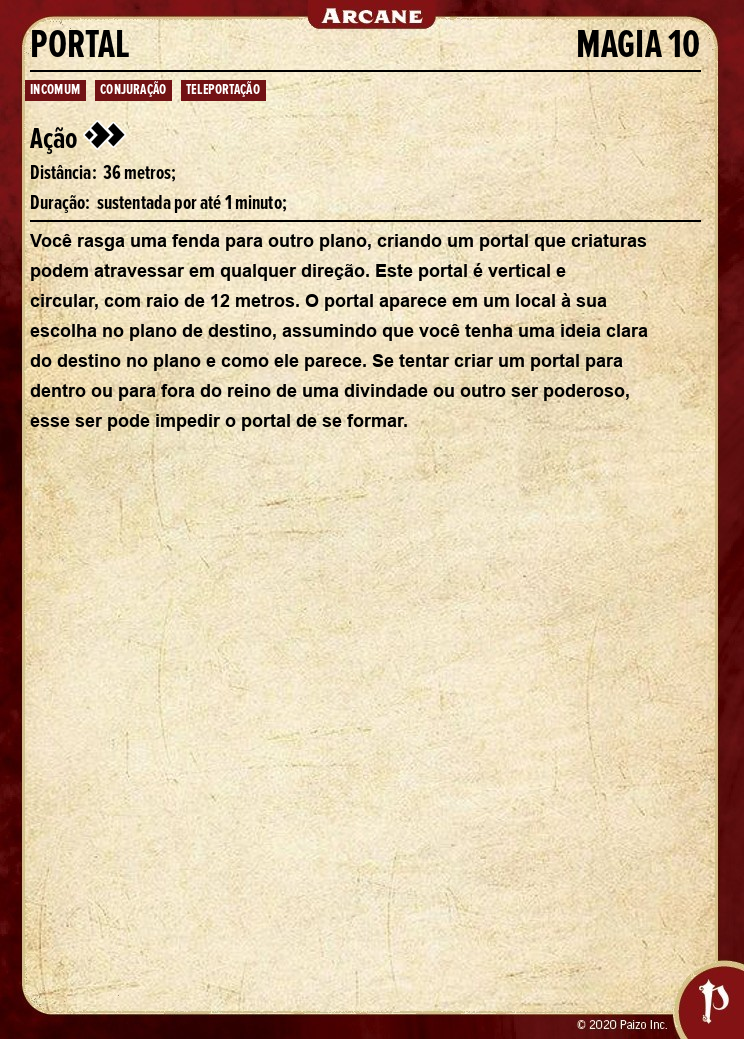 ARCANE
PORTAL MAGIA 10
INCOMUM CONJURAÇÃO TELEPORTAÇÃO
Ação
Distância: 36 metros;
Duração: sustentada por até 1 minuto;
Você rasga uma fenda para outro plano, criando um portal que criaturas
podem atravessar em qualquer direção. Este portal é vertical e
circular, com raio de 12 metros. O portal aparece em um local à sua
escolha no plano de destino, assumindo que você tenha uma ideia clara
do destino no plano e como ele parece. Se tentar criar um portal para
dentro ou para fora do reino de uma divindade ou outro ser poderoso,
esse ser pode impedir o portal de se formar.
© 2020 Paizo Inc.
P